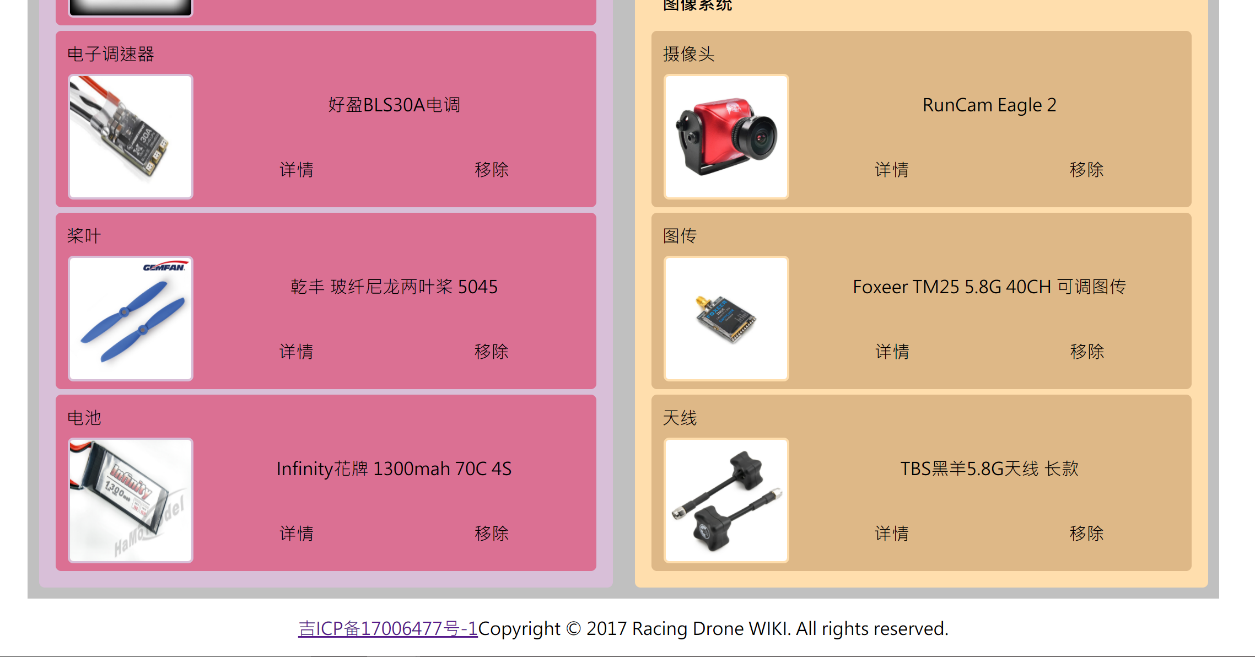 图像系统
电子调速器
30A
好盈BLS30A电调
详情
移除
桨叶
GEMFAN
乾丰 玻纤尼龙两叶桨 5045
详情
移除
电池
Infinity
1300mah
Infinity花牌 1300mah 70C 4S
详情
移除
摄像头
RunCam Eagle 2
详情
移除
图传
Foxeer TM25 5.8G 40CH 可调图传
详情
移除
天线
TBS黑羊5.8G天线 长款
详情
移除
吉ICP备17006477号-1Copyright © 2017 Racing Drone WIKI. All rights reserved.